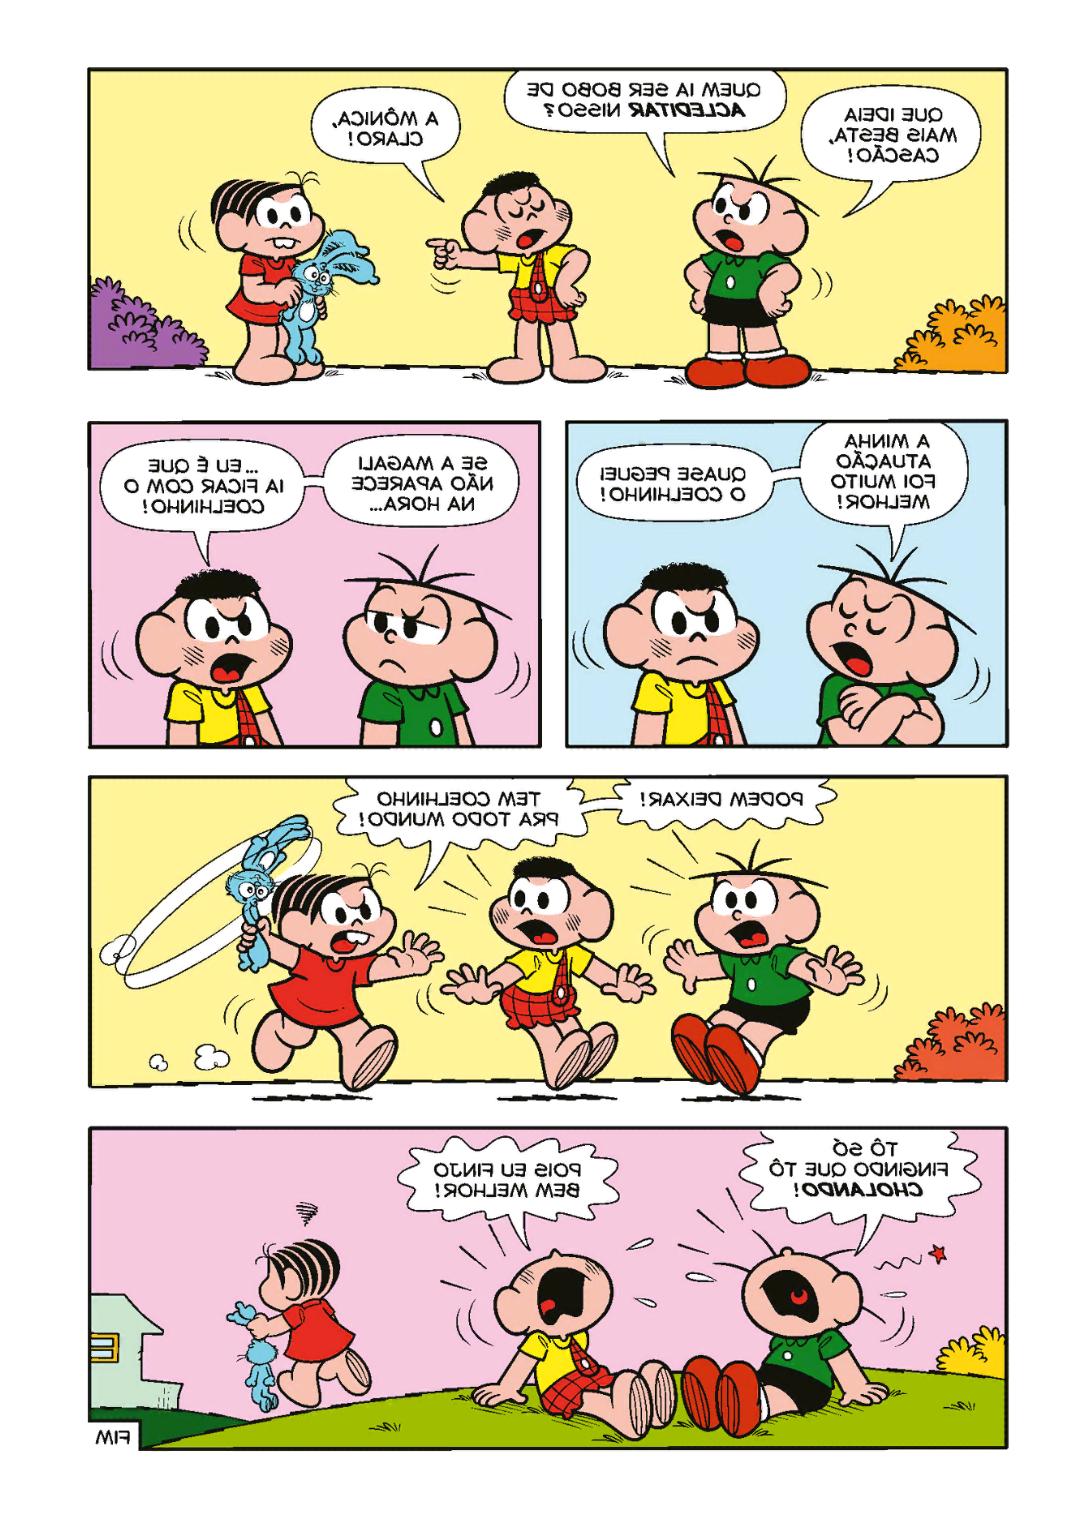 QUE IDEIA
MAIS BESTA,
CASCÃO!
QUEM IA SER BOBO DE
ACLEDITAR NISSO?
A MÔNICA,
CLARO!
A MINHA
ATUAÇÃO
FOI MUITO
MELHOR!
QUASE PEGUEI
O COELHINHO!
SE A MAGALI
NÃO APARECE
NA HORA...
...EU É QUE
IA FICAR COM O
COELHINHO!
PODEM DEIXAR!
TEM COELHINHO
PRA TODO MUNDO!
TÔ SÓ
FINGINDO QUE TÔ
CHOLANDO!
POIS EU FINJO
BEM MELHOR!
FIM